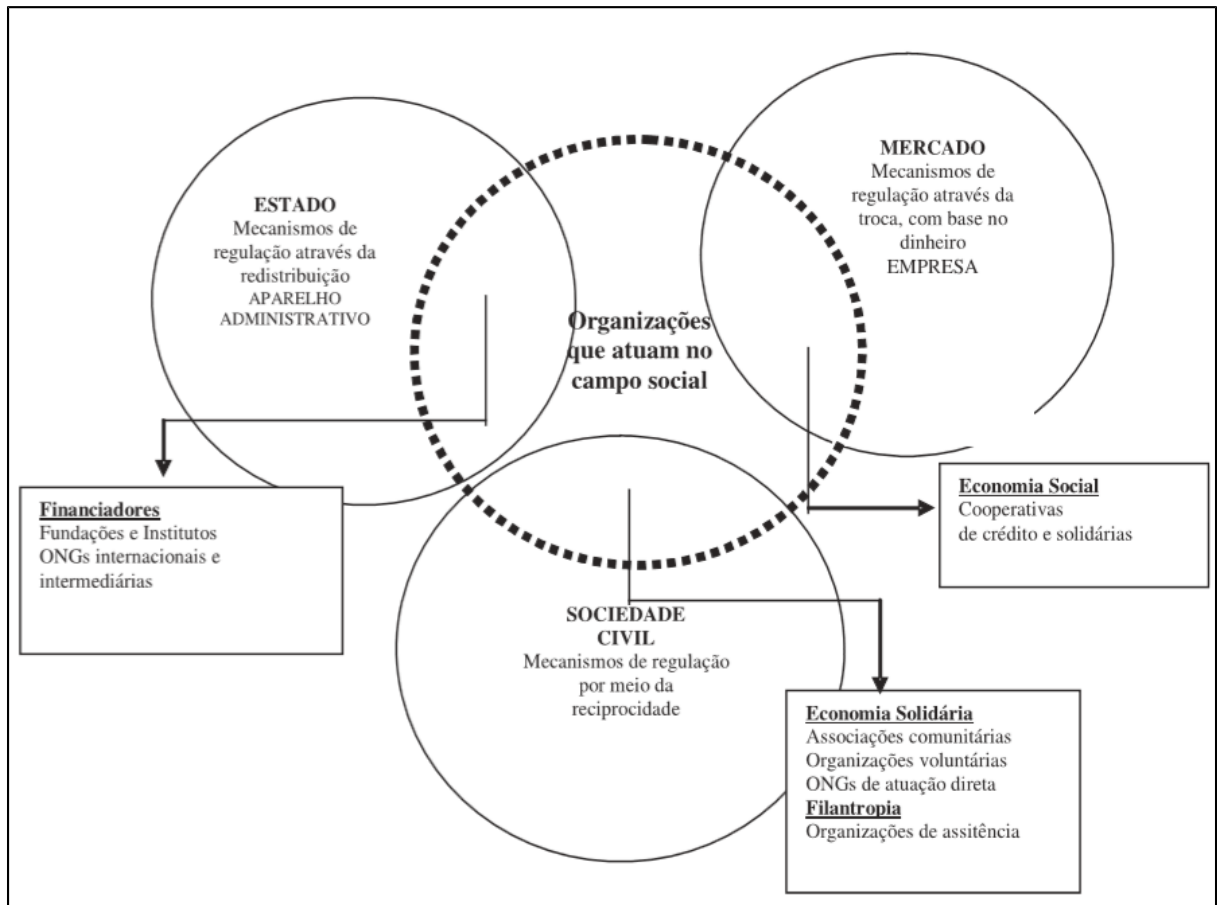 ESTADO
Mecanismos de
regulação através da
redistribuição
APARELHO
ADMINISTRATIVO
MERCADO
Mecanismos de
regulação através da
troca, com base no
dinheiro
EMPRESA
Organizações
que atuam no
campo social
Financiadores
Fundações e Institutos
ONGs internacionais e
intermediárias
Economia Social
Cooperativas
de crédito e solidárias
SOCIEDADE
CIVIL
Mecanismos de regulação
por meio da
reciprocidade
Economia Solidária
Associações comunitárias
Organizações voluntárias
ONGs de atuação direta
Filantropia
Organizações de assitência